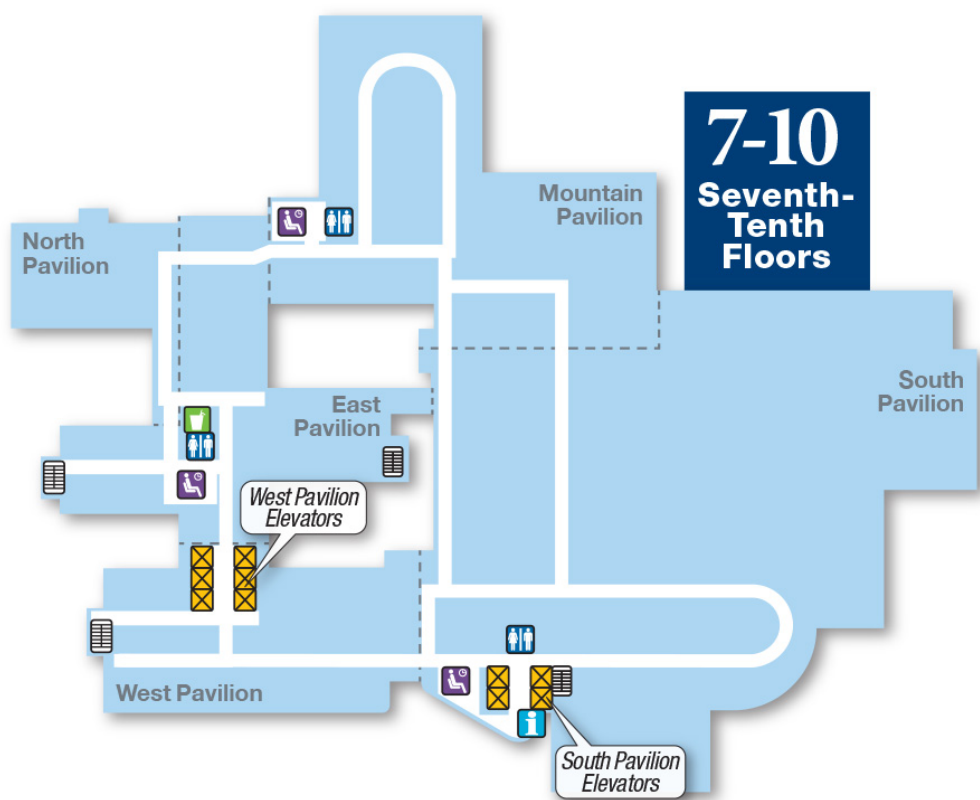 7-10
Seventh-
Tenth
Floors
Mountain
Pavilion
North
Pavilion
South
Pavilion
East
Pavilion
West Pavilion
Elevators
West Pavilion
South Pavilion
Elevators
i